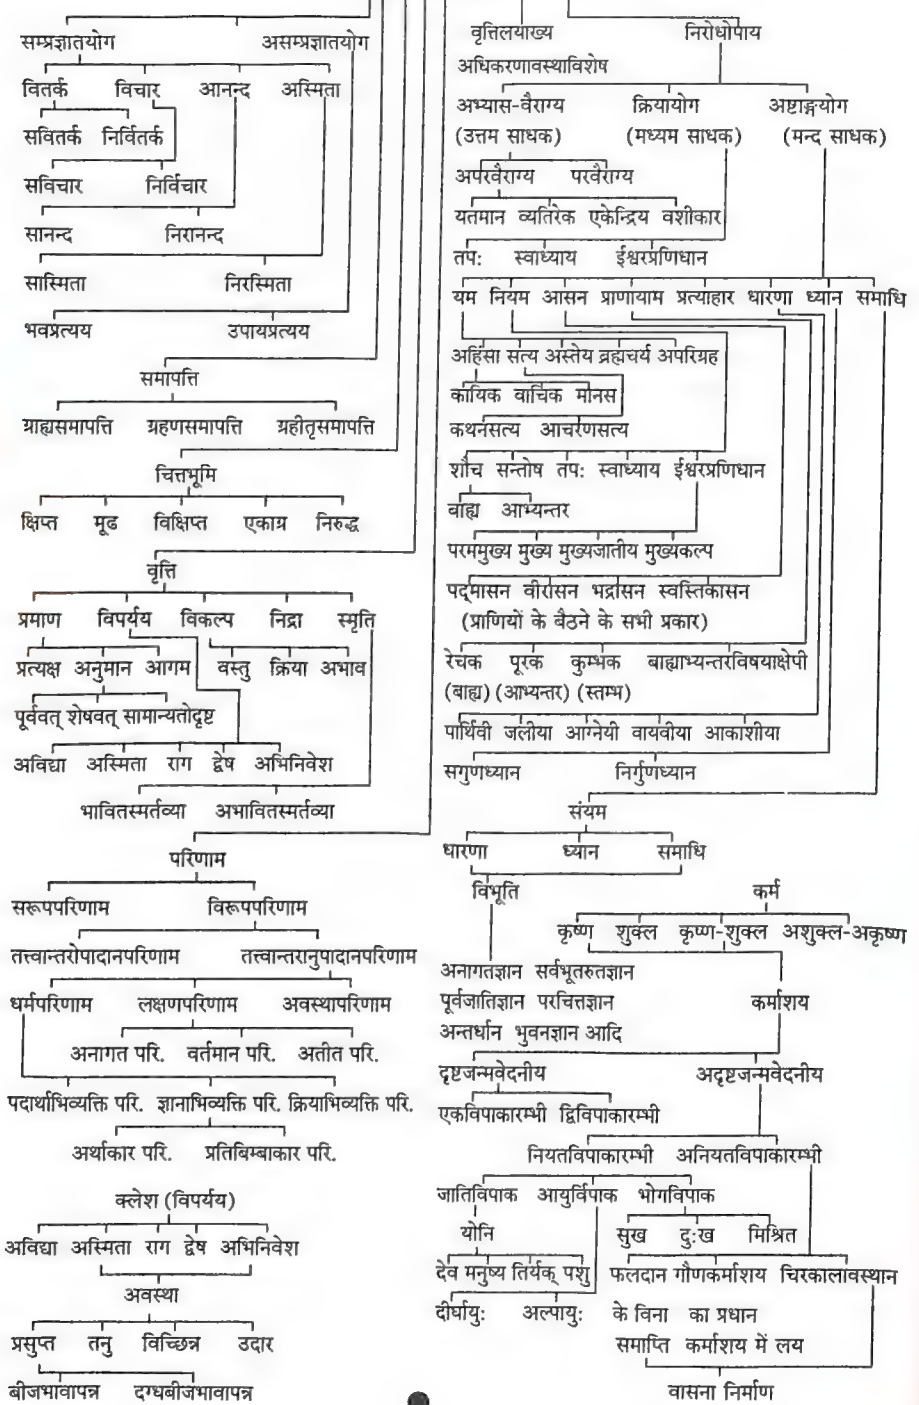 सम्प्रज्ञातयोग असम्प्रज्ञातयोग
वितर्क विचार आनन्द अस्मिता
सवितर्क निर्वितर्क
सविचार निर्विचार
सानन्द निरानन्द
सास्मिता निरस्मिता
भवप्रत्यय उपायप्रत्यय
समापत्ति
ग्राह्यसमापत्ति ग्रहणसमापत्ति ग्रहीतृसमापत्ति
चित्तभूमि
क्षिप्त मूढ विक्षिप्त एकाग्र निरुद्ध
वृत्ति
प्रमाण विपर्यय विकल्प निद्रा स्मृति
प्रत्यक्ष अनुमान आगम वस्तु क्रिया अभाव
पूर्ववत् शेषवत् सामान्यतोदृष्ट
अविद्या अस्मिता राग द्वेष अभिनिवेश
भावितस्मर्तव्या अभावितस्मर्तव्या
परिणाम
सरूपपरिणाम विरूपपरिणाम
तत्त्वान्तरोपादानपरिणाम तत्त्वान्तरानुपादानपरिणाम
धर्मपरिणाम लक्षणपरिणाम अवस्थापरिणाम
अनागत परि. वर्तमान परि. अतीत परि.
पदार्थाभिव्यक्ति परि. ज्ञानाभिव्यक्ति परि. क्रियाभिव्यक्ति परि.
अर्थाकार परि. प्रतिबिम्बाकार परि.
क्लेश (विपर्यय)
अविद्या अस्मिता राग द्वेष अभिनिवेश
अवस्था
प्रसुप्त तनु विच्छिन्न उदार
बीजभावापन्न दग्धबीजभावापन्न
वृत्तिलयाख्य निरोधोपाय
अधिकरणावस्थाविशेष
अभ्यास-वैराग्य क्रियायोग अष्टाङ्गयोग
(उत्तम साधक) (मध्यम साधक) (मन्द साधक)
अपरवैराग्य परवैराग्य
यतमान व्यतिरेक एकेन्द्रिय वशीकार
तप: स्वाध्याय ईश्वरप्रणिधान
यम नियम आसन प्राणायाम प्रत्याहार धारणा ध्यान समाधि
अहिंसा सत्य अस्तेय ब्रह्मचर्य अपरिग्रह
कायिक वाचिक मानस
कथनसत्य आचरणसत्य
शौच सन्तोष तप: स्वाध्याय ईश्वरप्रणिधान
बाह्य आभ्यन्तर
परममुख्य मुख्य मुख्यजातीय मुख्यकल्प
पद्मासन वीरासन भद्रासन स्वस्तिकासन
(प्राणियों के बैठने के सभी प्रकार)
रेचक पूरक कुम्भक बाह्याभ्यन्तरविषयाक्षेपी
(बाह्य) (आभ्यन्तर) (स्तम्भ)
पार्थिवी जलीया आग्नेयी वायवीया आकाशीया
सगुणध्यान निर्गुणध्यान
संयम
धारणा ध्यान समाधि
विभूति कर्म
कृष्ण शुक्ल कृष्ण-शुक्ल अशुक्ल-अकृष्ण
अनागतज्ञान सर्वभूतरुतज्ञान
पूर्वजातिज्ञान परचित्तज्ञान कर्माशय
अन्तर्धान भुवनज्ञान आदि
दृष्टजन्मवेदनीय अदृष्टजन्मवेदनीय
एकविपाकारम्भी द्विविपाकारम्भी
नियतविपाकारम्भी अनियतविपाकारम्भी
जातिविपाक आयुर्विपाक भोगविपाक
योनि सुख दु:ख मिश्रित
देव मनुष्य तिर्यक् पशु फलदान गौणकर्माशय चिरकालावस्थान
दीर्घायु: अल्पायु: के विना का प्रधान
समाप्ति कर्माशय में लय
वासना निर्माण